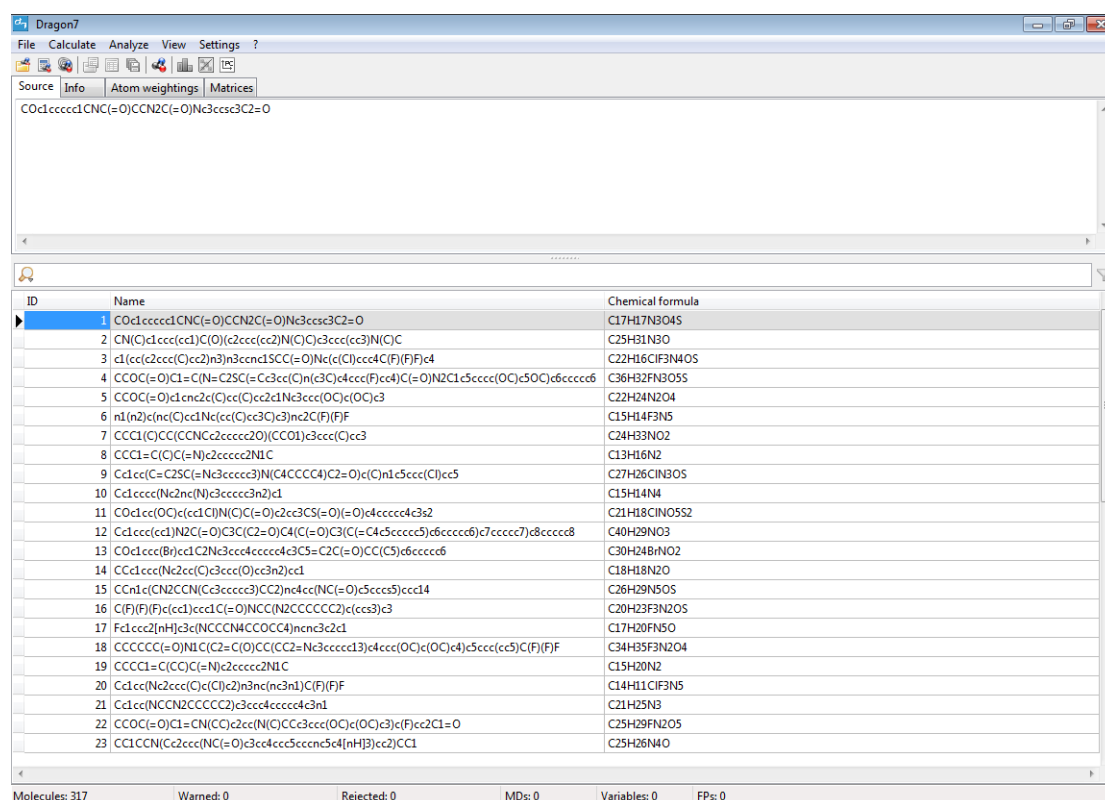 Dragon7
File Calculate Analyze View Settings ?
Source Info Atom weightings Matrices
COc1ccccc1CNC(=O)CCN2C(=O)Nc3ccsc3C2=O
ID Name Chemical formula
1 COc1ccccc1CNC(=O)CCN2C(=O)Nc3ccsc3C2=O C17H17N3O4S
2 CN(C)c1ccc(cc1)C(O)(c2ccc(cc2)N(C)C)c3ccc(cc3)N(C)C C25H31N3O
3 c1(cc(c2ccc(C)cc2)n3)n3ccnc1SCC(=O)Nc(c(Cl)ccc4C(F)(F)F)c4 C22H16ClF3N4OS
4 CCOC(=O)C1=C(N=C2SC(=Cc3cc(C)n(c3C)c4ccc(F)cc4)C(=O)N2C1c5cccc(OC)c5OC)c6ccccc6 C36H32FN3O5S
5 CCOC(=O)c1cnc2c(C)cc(C)cc2c1Nc3ccc(OC)c(OC)c3 C22H24N2O4
6 n1(n2)c(nc(C)cc1Nc(cc(C)cc3C)c3)nc2C(F)(F)F C15H14F3N5
7 CCC1(C)CC(CCNCc2ccccc2O)(CCO1)c3ccc(C)cc3 C24H33NO2
8 CCC1=C(C)C(=N)c2ccccc2N1C C13H16N2
9 Cc1cc(C=C2SC(=Nc3ccccc3)N(C4CCCC4)C2=O)c(C)n1c5ccc(Cl)cc5 C27H26ClN3OS
10 Cc1cccc(Nc2nc(N)c3ccccc3n2)c1 C15H14N4
11 COc1cc(OC)c(cc1Cl)N(C)C(=O)c2cc3CS(=O)(=O)c4ccccc4c3s2 C21H18ClNO5S2
12 Cc1ccc(cc1)N2C(=O)C3C(C2=O)C4(C(=O)C3(C(=C4c5ccccc5)c6ccccc6)c7ccccc7)c8ccccc8 C40H29NO3
13 COc1ccc(Br)cc1C2Nc3ccc4ccccc4c3C5=C2C(=O)CC(C5)c6ccccc6 C30H24BrNO2
14 CCc1ccc(Nc2cc(C)c3ccc(O)cc3n2)cc1 C18H18N2O
15 CCn1c(CN2CCN(Cc3ccccc3)CC2)nc4cc(NC(=O)c5cccs5)ccc14 C26H29N5OS
16 C(F)(F)(F)c(cc1)ccc1C(=O)NCC(N2CCCCCC2)c(ccs3)c3 C20H23F3N2OS
17 Fc1ccc2[nH]c3c(NCCCN4CCOCC4)ncnc3c2c1 C17H20FN5O
18 CCCCCC(=O)N1C(C2=C(O)CC(CC2=Nc3ccccc13)c4ccc(OC)c(OC)c4)c5ccc(cc5)C(F)(F)F C34H35F3N2O4
19 CCCC1=C(CC)C(=N)c2ccccc2N1C C15H20N2
20 Cc1cc(Nc2ccc(C)c(Cl)c2)n3nc(nc3n1)C(F)(F)F C14H11ClF3N5
21 Cc1cc(NCCN2CCCCC2)c3ccc4ccccc4c3n1 C21H25N3
22 CCOC(=O)C1=CN(CC)c2cc(N(C)CCc3ccc(OC)c(OC)c3)c(F)cc2C1=O C25H29FN2O5
23 CC1CCN(Cc2ccc(NC(=O)c3cc4ccc5cccnc5c4[nH]3)cc2)CC1 C25H26N4O
Molecules: 317 Warned: 0 Rejected: 0 MDs: 0 Variables: 0 FPs: 0